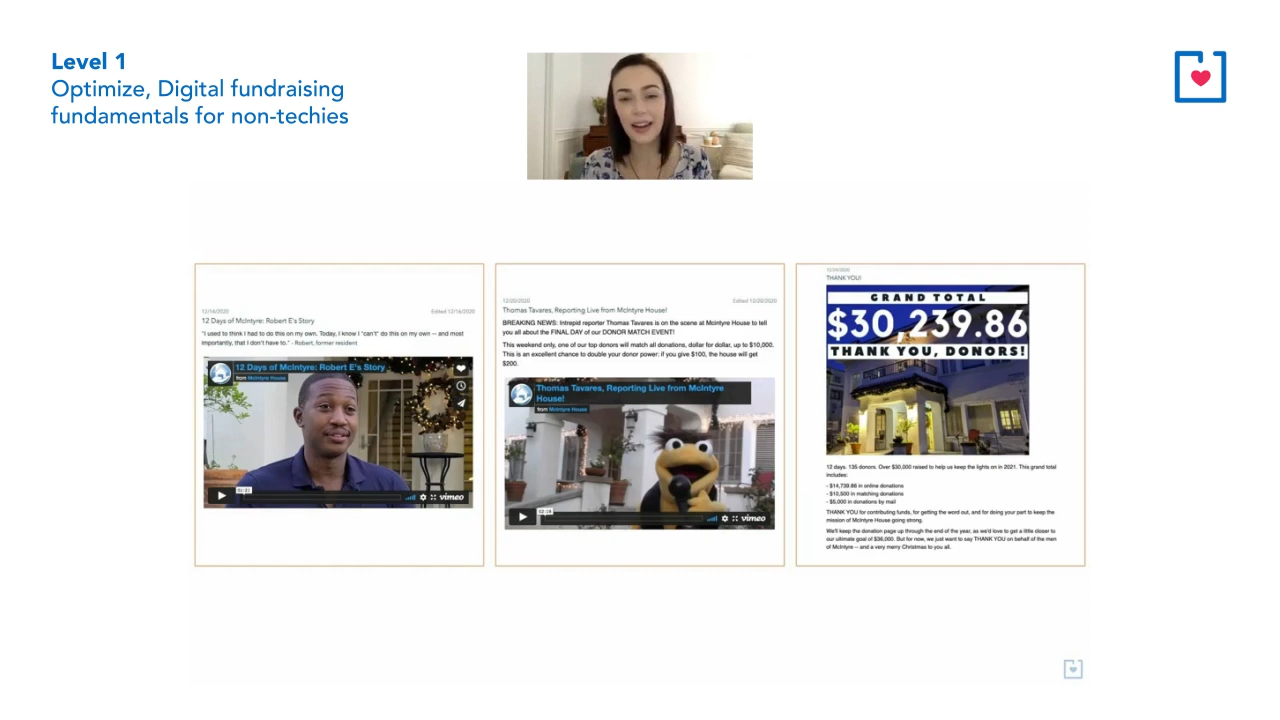 Level 1
Optimize, Digital fundraising
fundamentals for non-techies
12/14/2020
Edited 12/16/2020
12 Days of McIntyre: Robert E's Story
"I used to think I had to do this on my own. Today, I know I *can't* do this on my own -- and most
importantly, that I don't have to." - Robert, former resident
12 Days of McIntyre: Robert E's Story
from McIntyre House
01:21
vimeo
12/20/2020
Edited 12/20/2020
Thomas Tavares, Reporting Live from McIntyre House!
BREAKING NEWS: Intrepid reporter Thomas Tavares is on the scene at McIntyre House to tell
you all about the FINAL DAY of our DONOR MATCH EVENT!
This weekend only, one of our top donors will match all donations, dollar for dollar, up to $10,000.
This is an excellent chance to double your donor power: if you give $100, the house will get
$200.
Thomas Tavares, Reporting Live from McIntyre
House!
from McIntyre House
02:18
vimeo
12/24/2020
THANK YOU!
GRAND TOTAL
$30,239.86
THANK YOU, DONORS!
12 days. 135 donors. Over $30,000 raised to help us keep the lights on in 2021. This grand total
includes:
- $14,739.86 in online donations
- $10,500 in matching donations
- $5,000 in donations by mail
THANK YOU for contributing funds, for getting the word out, and for doing your part to keep the
mission of McIntyre House going strong.
We'll keep the donation page up through the end of the year, as we'd love to get a little closer to
our ultimate goal of $36,000. But for now, we just want to say THANK YOU on behalf of the men
of McIntyre -- and a very merry Christmas to you all.